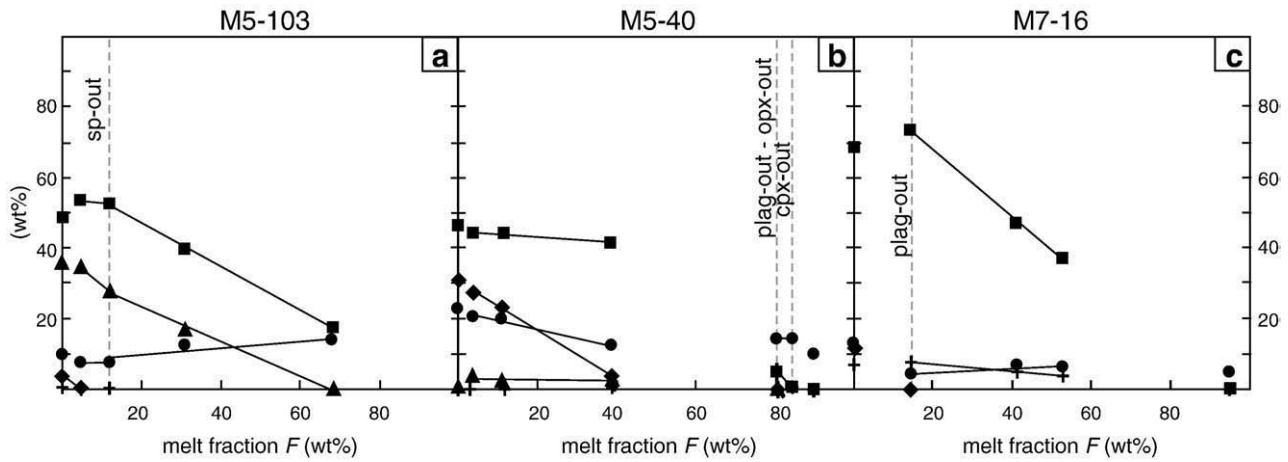 M5-103 M5-40 M7-16
a b c
sp-out
plag-out - opx-out
cpx-out
plag-out
(wt%)
80 80
60 60
40 40
20 20
20 40 60 80 20 40 60 80 20 40 60 80
melt fraction F (wt%) melt fraction F (wt%) melt fraction F (wt%)